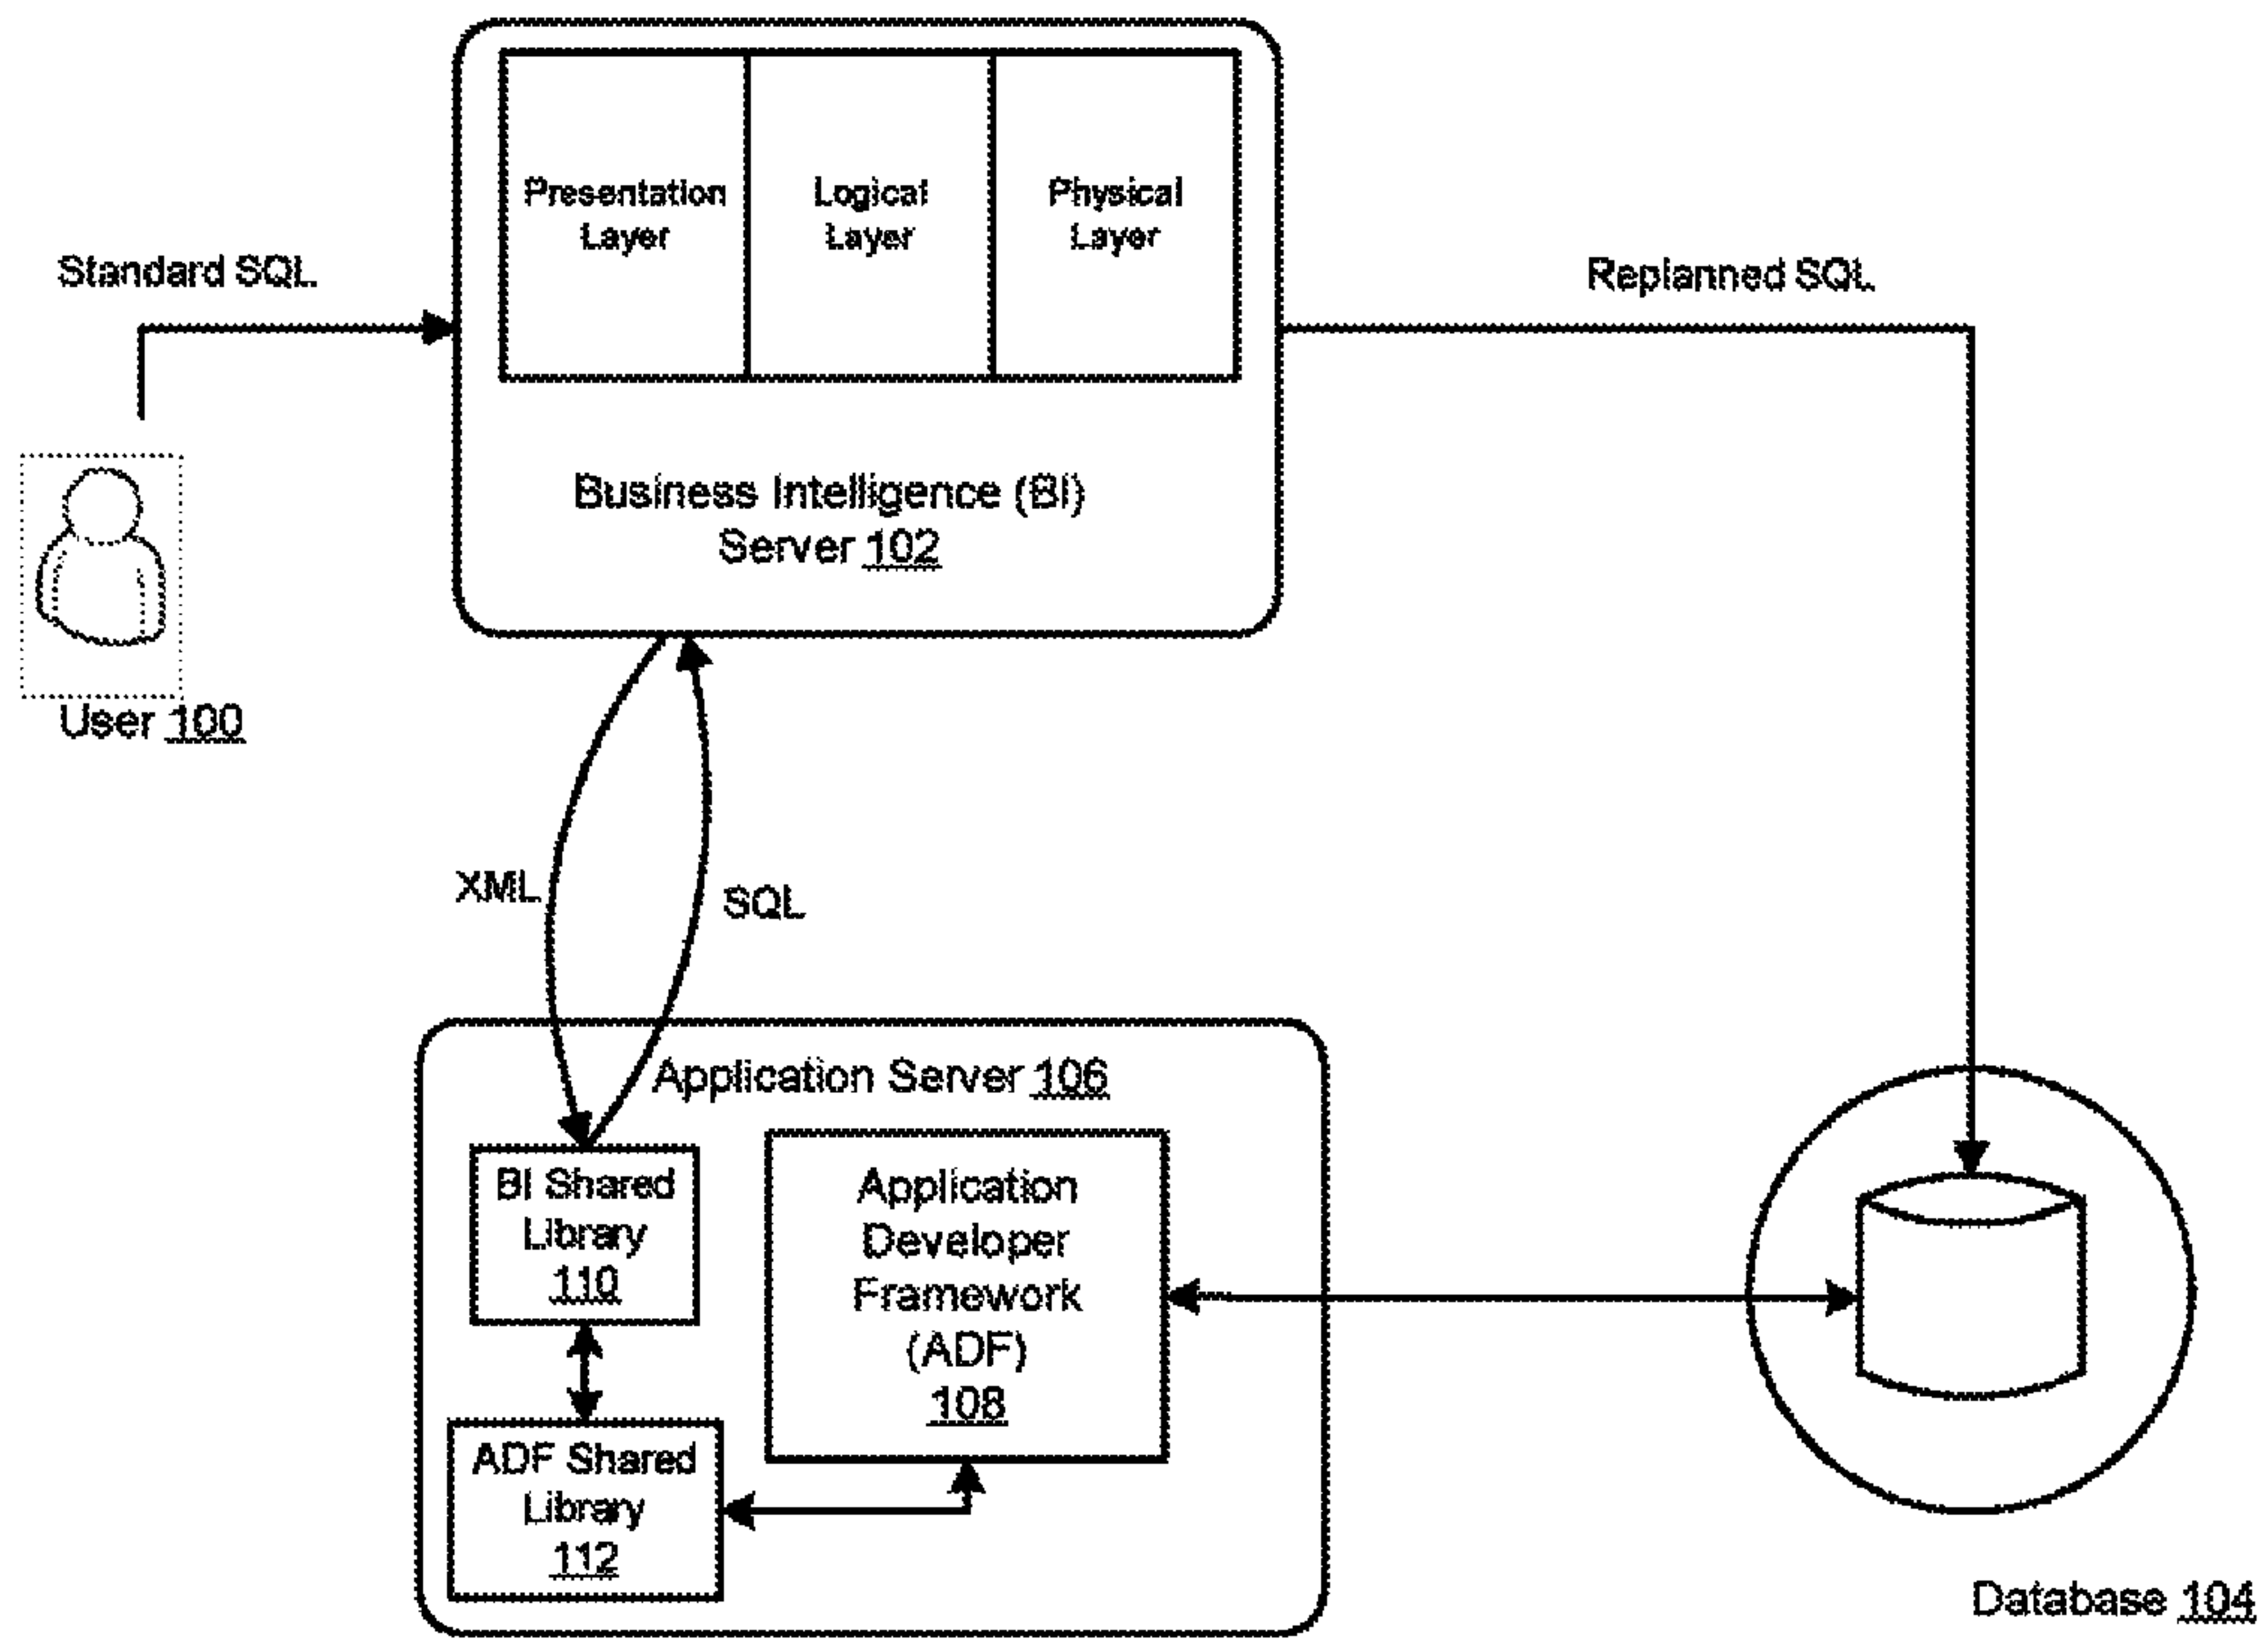 Presentation
Layer
Logical
Layer
Physical
Layer
Standard SQL
Replanned SQL
Business Intelligence (BI)
Server 102
User 100
XML
SQL
Application Server 106
BI Shared
Library
110
Application
Developer
Framework
(ADF)
108
ADF Shared
Library
112
Database 104